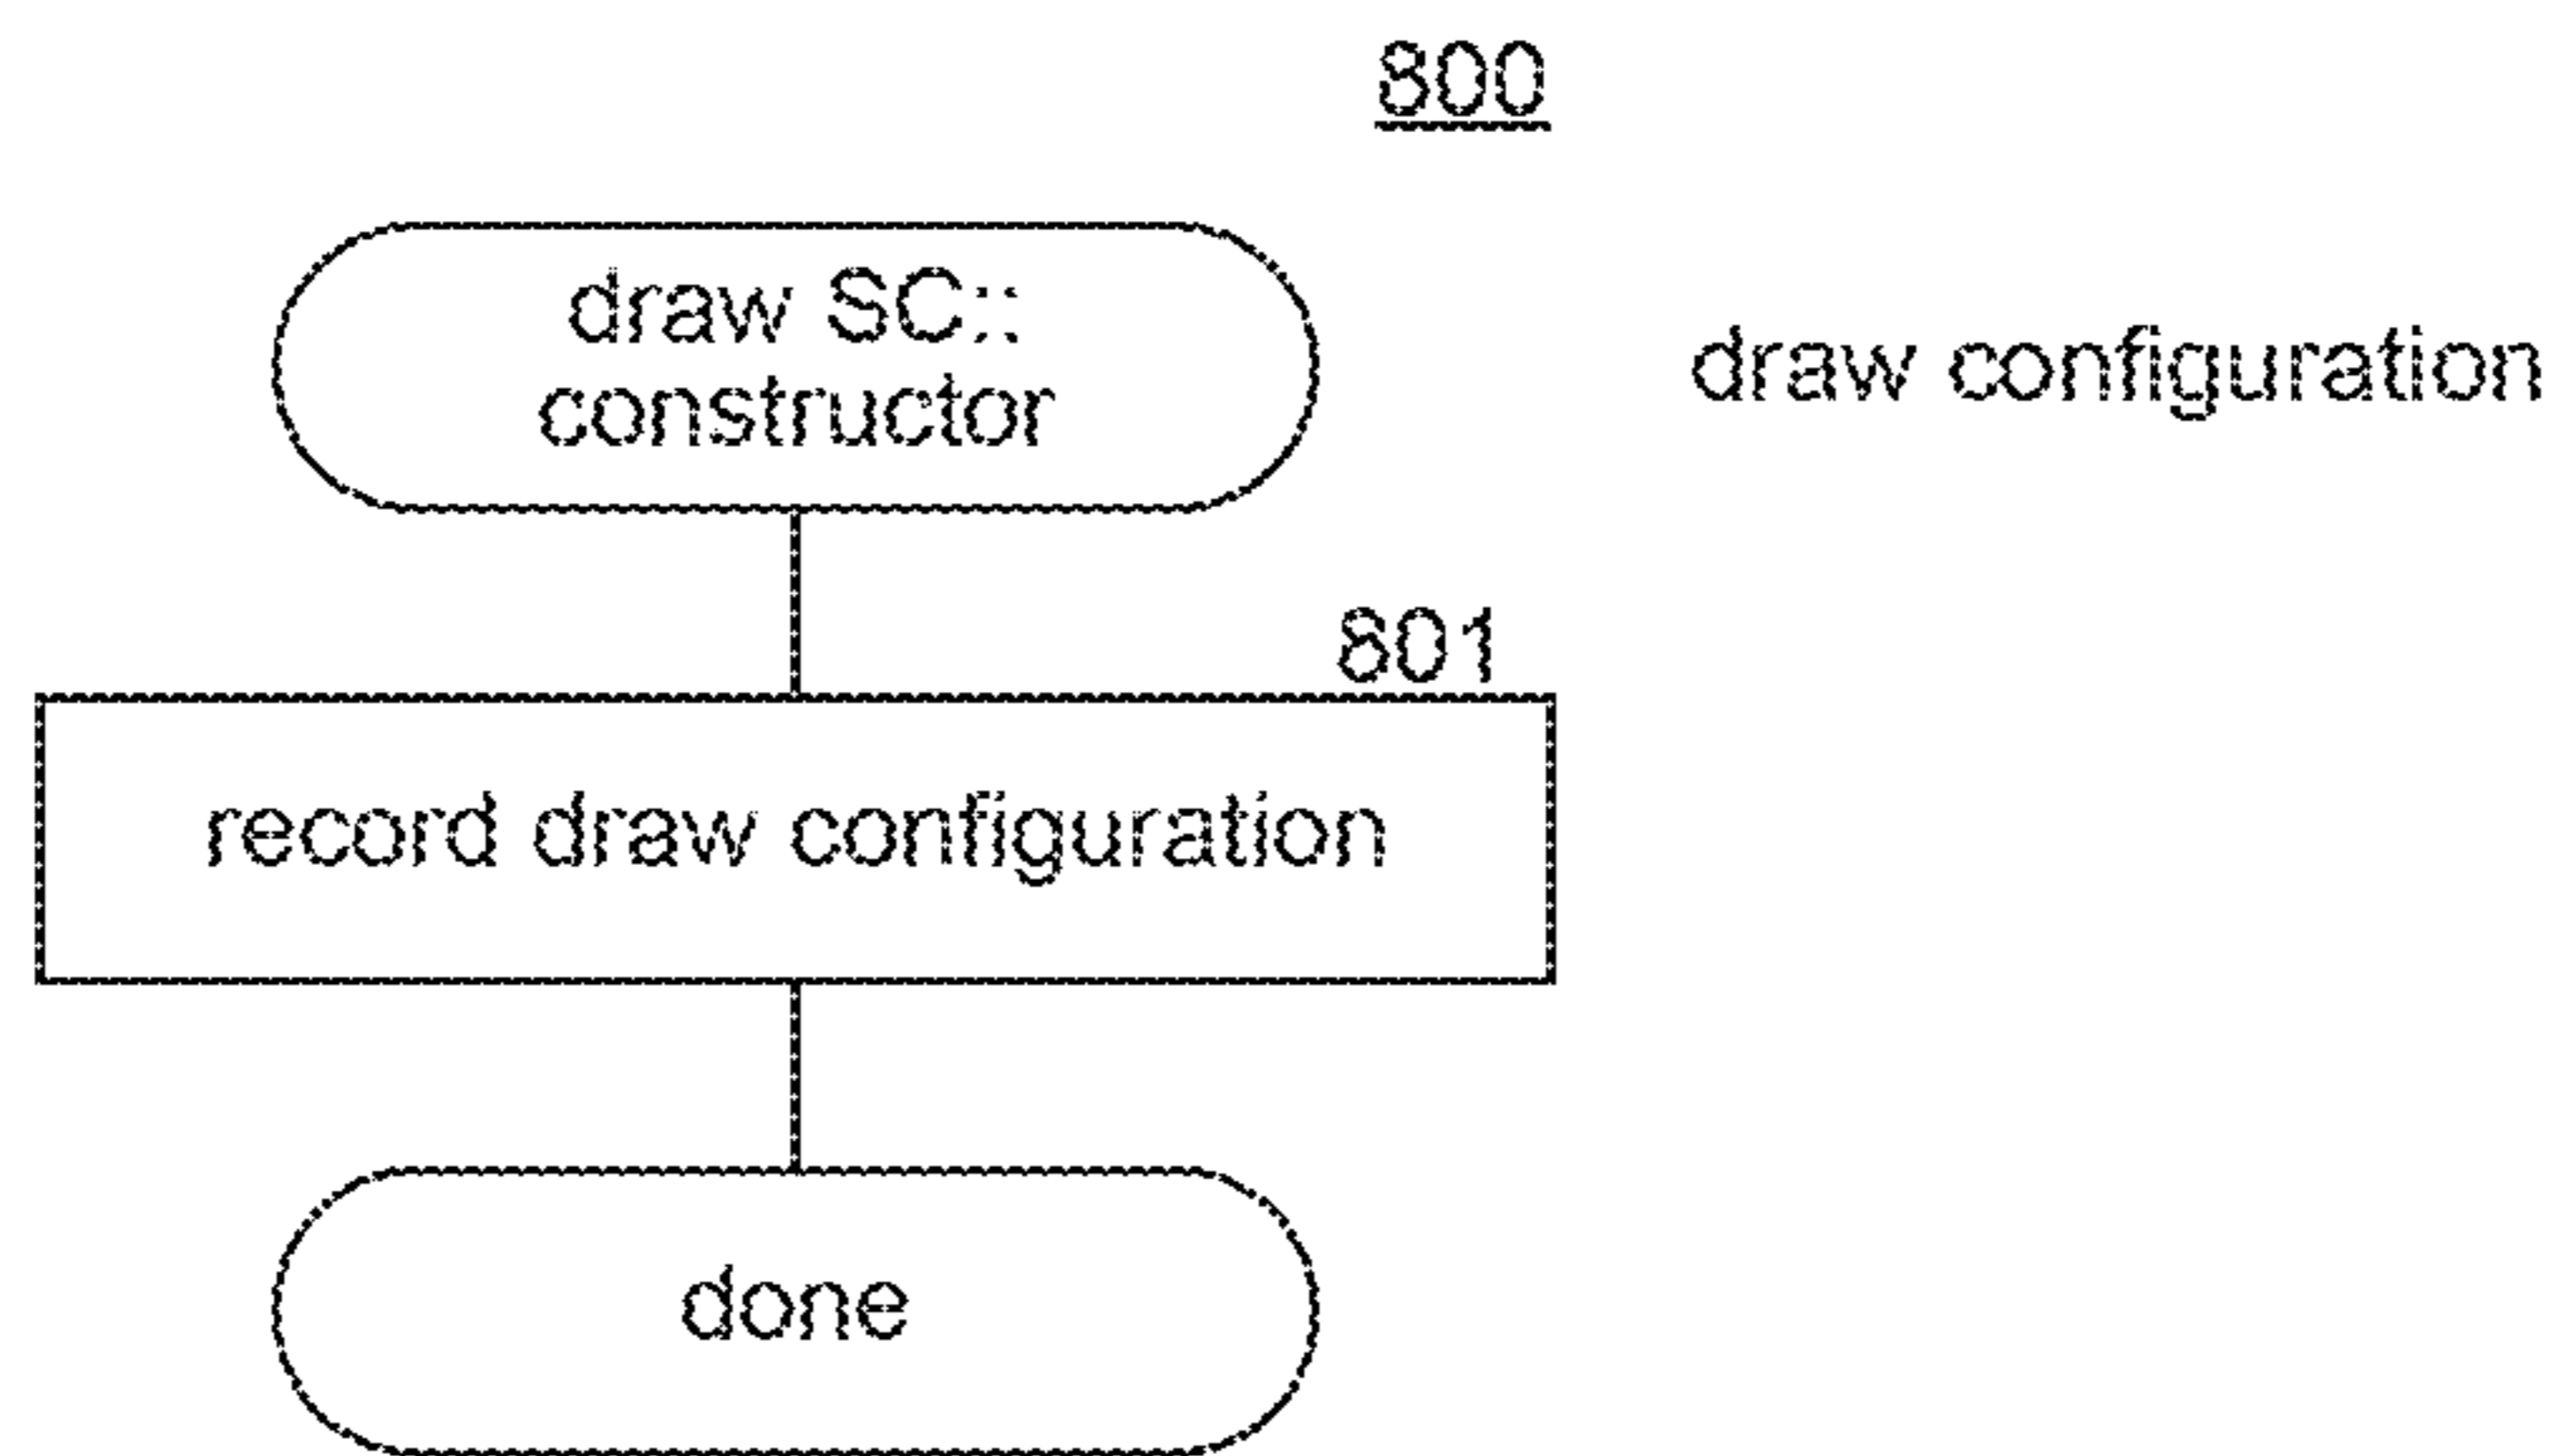 800
draw SC::
constructor
draw configuration
801
record draw configuration
done